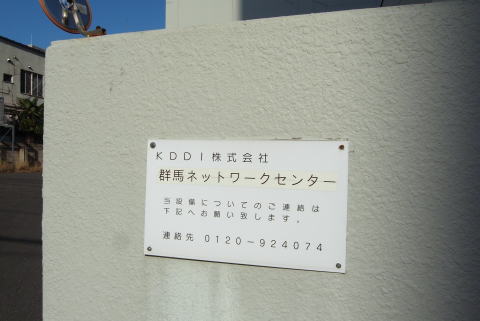 KDDI株式会社
群馬ネットワークセンター
当設備についてのご連絡は
下記へお願い致します。
連絡先 0120-924074